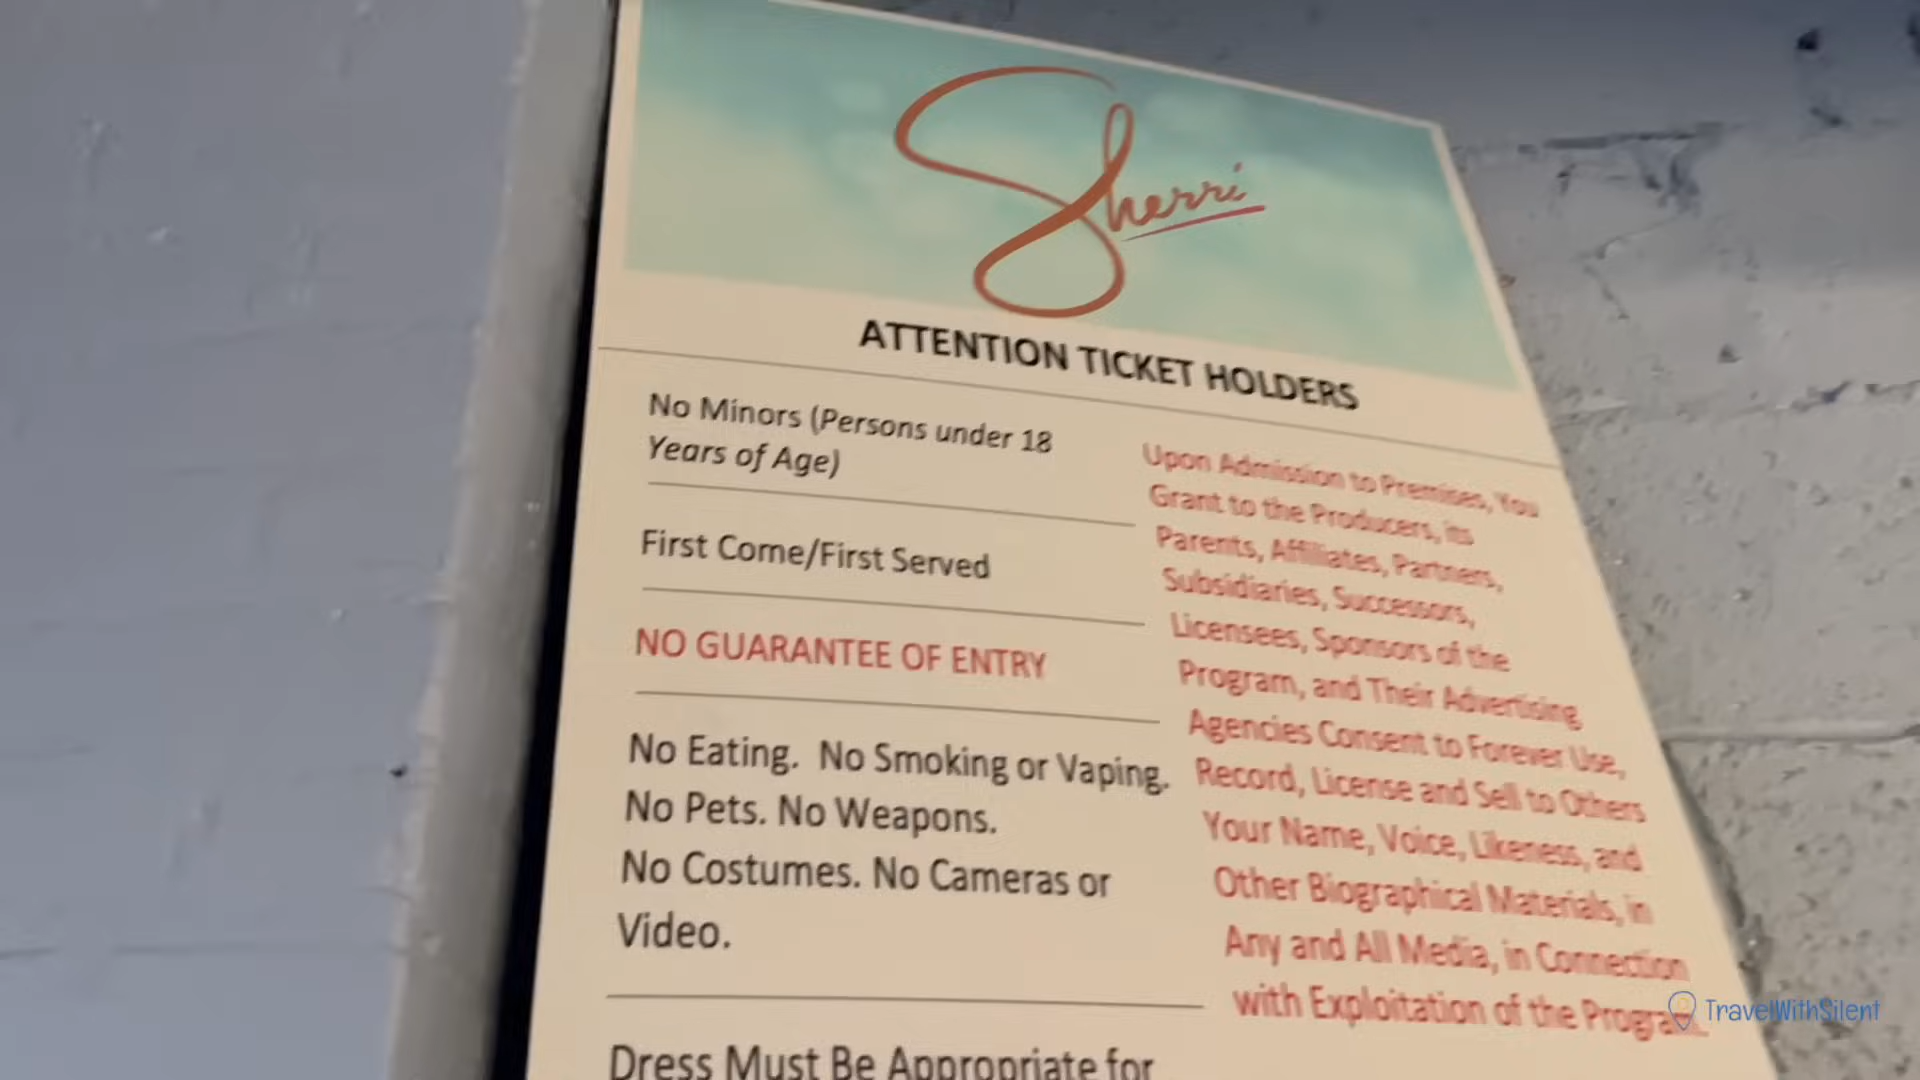 Sherri
ATTENTION TICKET HOLDERS
No Minors (Persons under 18
Years of Age)
First Come/First Served
NO GUARANTEE OF ENTRY
No Eating.  No Smoking or Vaping.
No Pets. No Weapons.
No Costumes. No Cameras or
Video.
Dress Must Be Appropriate for
Upon Admission to Premises, You
Grant to the Producers, its
Parents, Affiliates, Partners,
Subsidiaries, Successors,
Licensees, Sponsors of the
Program, and Their Advertising
Agencies Consent to Forever Use,
Record, License and Sell to Others
Your Name, Voice, Likeness, and
Other Biographical Materials, in
Any and All Media, in Connection
with Exploitation of the Program.
TravelWithSilent